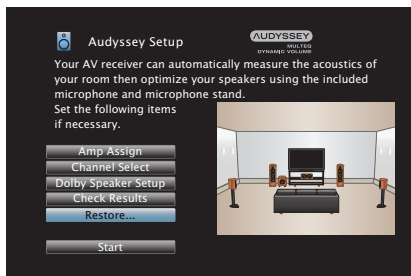 Audyssey Setup
AUDYSSEY
MULTEQ
DYNAMIC VOLUME
Your AV receiver can automatically measure the acoustics of
your room then optimize your speakers using the included
microphone and microphone stand.
Set the following items
if necessary.
Amp Assign
Channel Select
Dolby Speaker Setup
Check Results
Restore...
Start